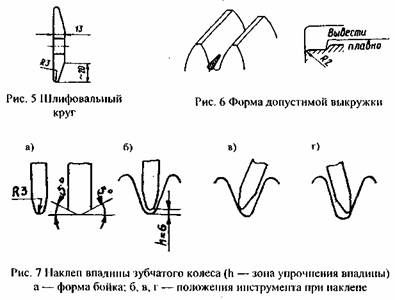 13
R3
~20
Вывести
плавно
R2
Рис. 5 Шлифовальный
круг
Рис. 6 Форма допустимой выкружки
а)
б)
в)
г)
R3
h=6
Рис. 7 Наклеп впадины зубчатого колеса (h — зона упрочнения впадины)
а — форма бойка; б, в, г — положения инструмента при наклепе